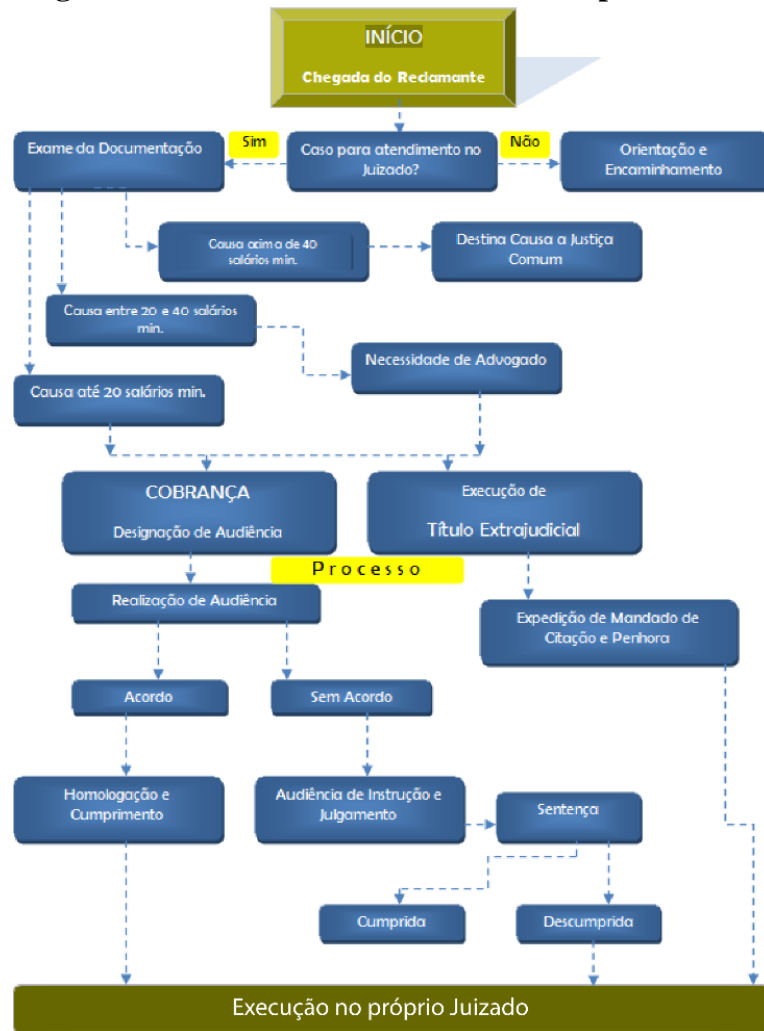 INÍCIO
Chegada do Reclamante
Exame da Documentação
Sim
Caso para atendimento no
Juizado?
Não
Orientação e
Encaminhamento
Causa acima de 40
salários min.
Destina Causa a Justiça
Comum
Causa entre 20 e 40 salários
min.
Necessidade de Advogado
Causa até 20 salários min.
COBRANÇA
Designação de Audiência
Execução de
Título Extrajudicial
Processo
Realização de Audiência
Expedição de Mandado de
Citação e Penhora
Acordo
Sem Acordo
Homologação e
Cumprimento
Audiência de Instrução e
Julgamento
Sentença
Cumprida
Descumprida
Execução no próprio Juizado